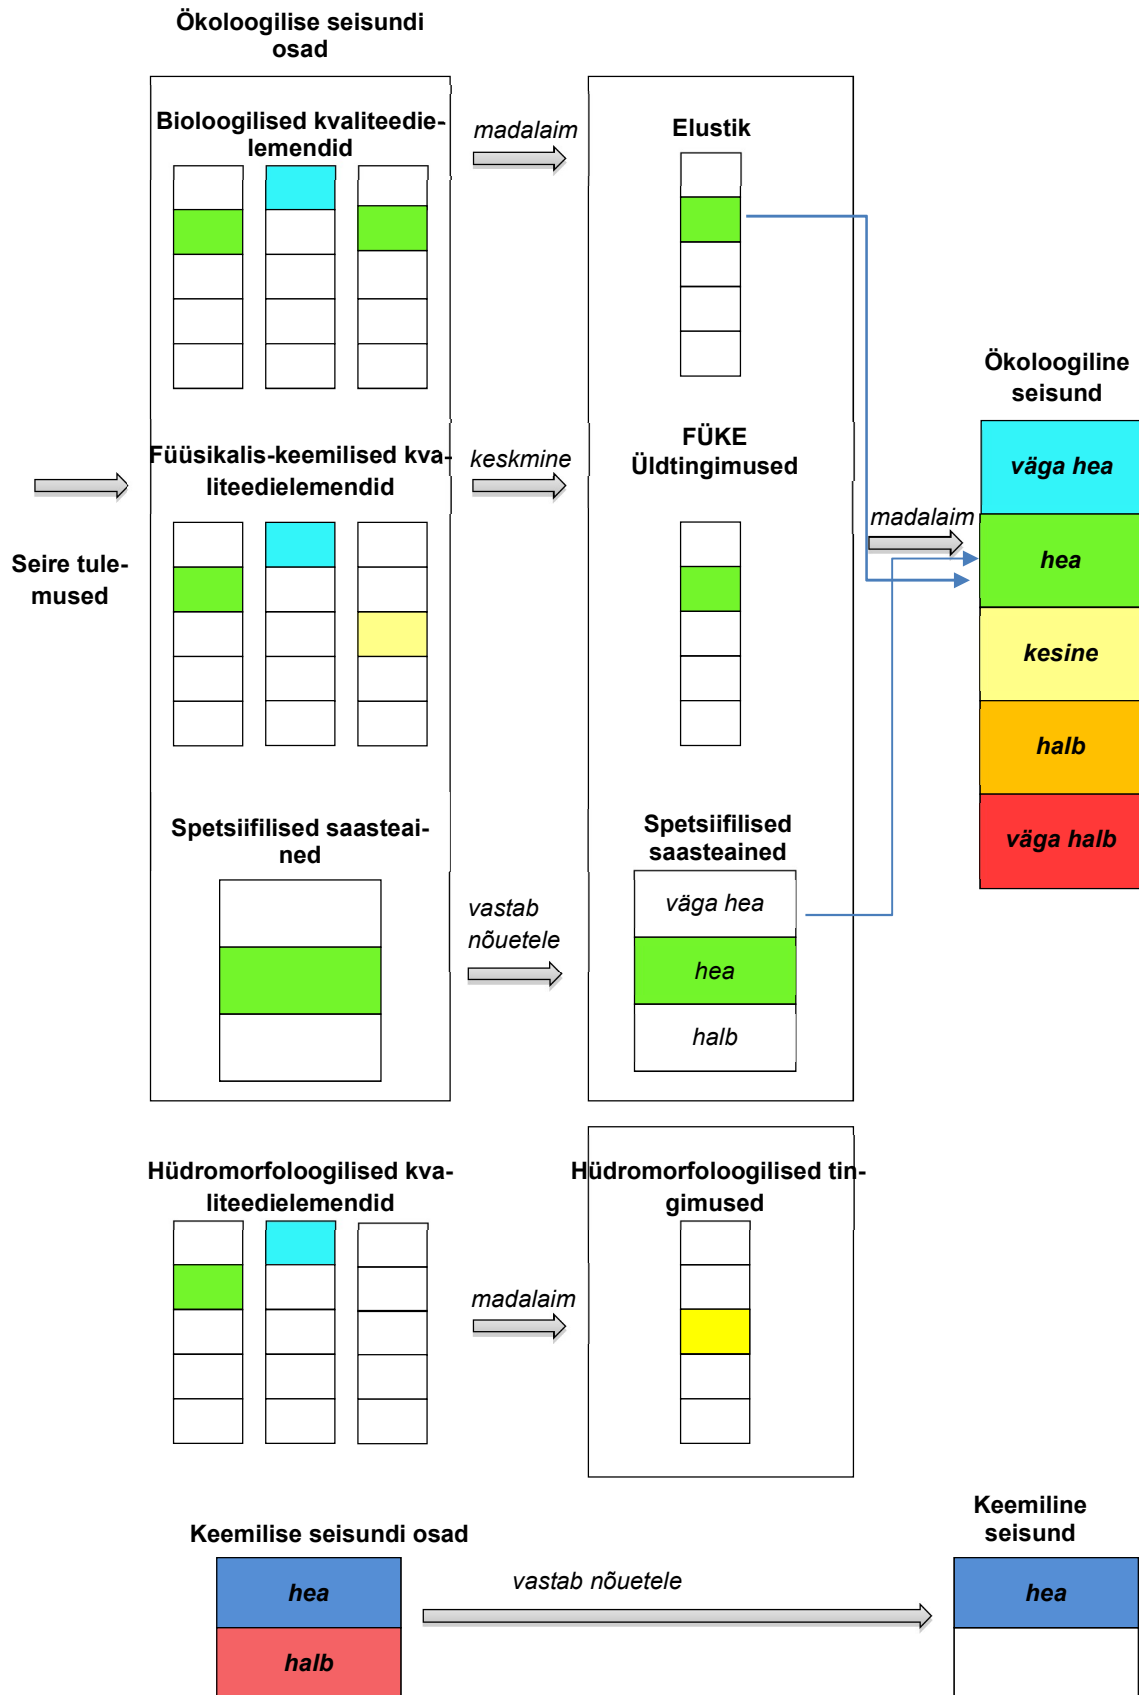 Ökoloogilise seisundi
osad
Bioloogilised kvaliteedie-
lemendid
madalaim
Elustik
Füüsikalis-keemilised kva-
liteedielemendid
keskmine
FÜKE
Üldtingimused
Seire tule-
mused
Spetsiifilised saasteai-
ned
vastab
nõuetele
Spetsiifilised
saasteained
väga hea
hea
halb
madalaim
Ökoloogiline
seisund
väga hea
hea
kesine
halb
väga halb
Hüdromorfoloogilised kva-
liteedielemendid
madalaim
Hüdromorfoloogilised tin-
gimused
Keemilise seisundi osad
hea
halb
vastab nõuetele
Keemiline
seisund
hea